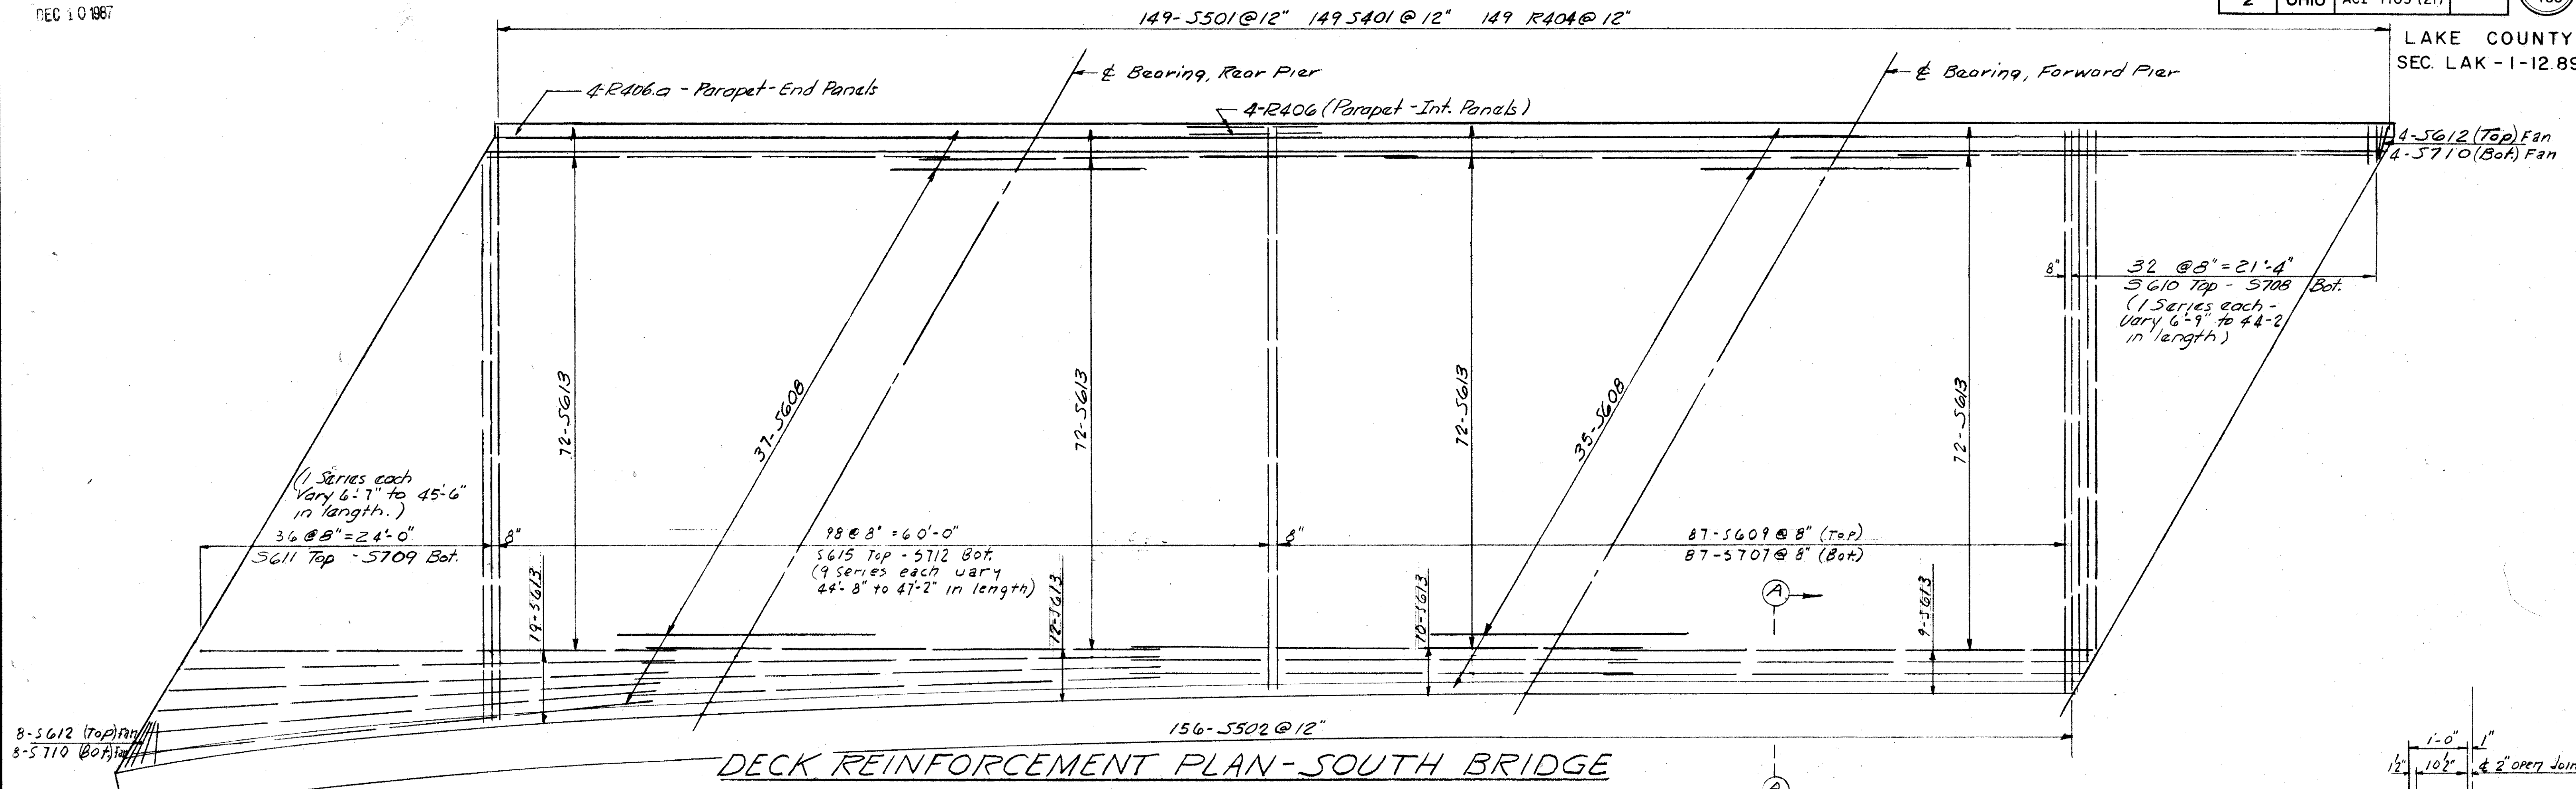 DEC 10 1987
149-S501@12" 149 S401@12" 149 R404@12"
2
OHIO
LAKE COUNTY
SEC. LAK-1-12.89
℄ Bearing, Rear Pier
℄ Bearing, Forward Pier
4-R406.a - Parapet-End Panels
4-R406 (Parapet-Int. Panels)
4-S612 (Top) Fan
4-S710 (Bot.) Fan
8"
32 @8"=21'-4"
S610 Top - S708 Bot.
(1 Series each -
Vary 6'-9" to 44-2
in length)
72-S613
37-S608
72-S613
72-S613
35-S608
72-S613
(1 Series each
Vary 6'-7" to 45'-6"
in length.)
36 @8"=24'-0"
S611 Top - S709 Bot.
8"
98@8"=60'-0"
S615 Top - S712 Bot.
(9 Series each vary
44'-8" to 47'-2" in length)
8"
87-S609@8" (Top)
87-S707@8" (Bot.)
19-S613
12-S613
10-S613
9-S613
A
8-S612 (Top) Fan
8-S710 (Bot.) Fan
156-S502@12"
DECK REINFORCEMENT PLAN-SOUTH BRIDGE
A
1'-0" 1"
1½" 10½" ℄ 2" open Join